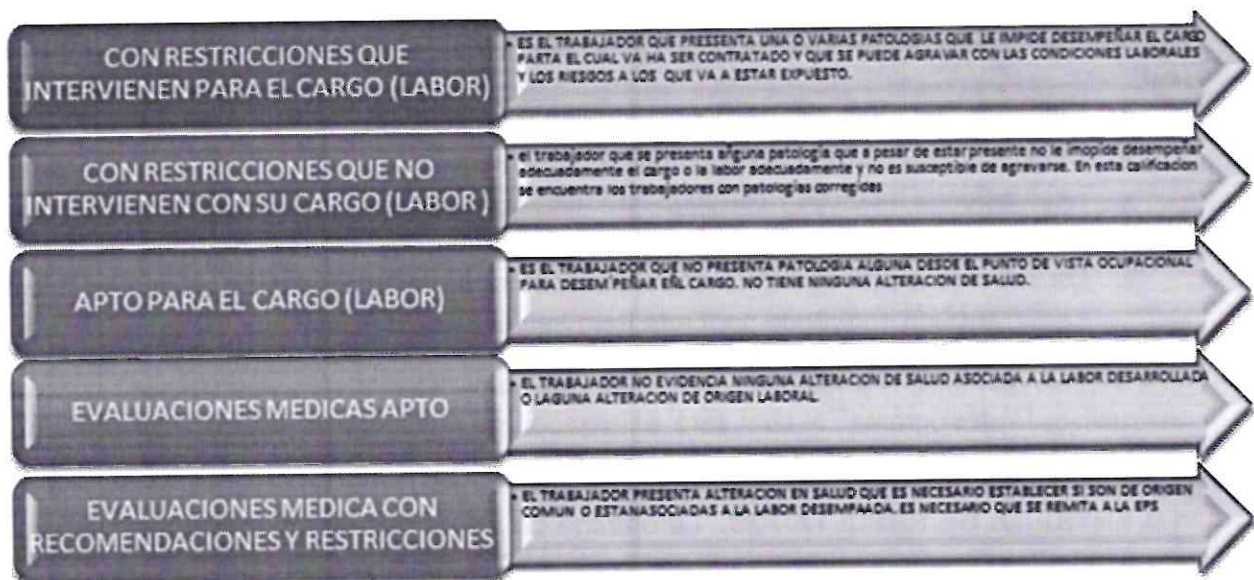 CON RESTRICCIONES QUE
INTERVIENEN PARA EL CARGO (LABOR)
• ES EL TRABAJADOR QUE PRESSENTA UNA O VARIAS PATOLOGIAS QUE LE IMPIDE DESEMPEÑAR EL CARGO
PARTA EL CUAL VA HA SER CONTRATADO Y QUE SE PUEDE AGRAVAR CON LAS CONDICIONES LABORALES
Y LOS RIESGOS A LOS QUE VA A ESTAR EXPUESTO.
CON RESTRICCIONES QUE NO
INTERVIENEN CON SU CARGO (LABOR )
• el trabajador que se presenta alguna patología que a pesar de estar presente no le imopide desempeñar
adecuadamente el cargo o la labor adecuadamente y no es susceptible de agravarse. En esta calificacion
se encuentra los trabajadores con patologías corregidas
APTO PARA EL CARGO (LABOR)
• ES EL TRABAJADOR QUE NO PRESENTA PATOLOGIA ALGUNA DESDE EL PUNTO DE VISTA OCUPACIONAL
PARA DESEM PEÑAR EÑL CARGO. NO TIENE NINGUNA ALTERACION DE SALUD.
EVALUACIONES MEDICAS APTO
• EL TRABAJADOR NO EVIDENCIA NINGUNA ALTERACION DE SALUD ASOCIADA A LA LABOR DESARROLLADA
O LAGUNA ALTERACION DE ORIGEN LABORAL.
EVALUACIONES MEDICA CON
RECOMENDACIONES Y RESTRICCIONES
• EL TRABAJADOR PRESENTA ALTERACION EN SALUD QUE ES NECESARIO ESTABLECER SI SON DE ORIGEN
COMUN O ESTANASOCIADAS A LA LABOR DESEMPAADA. ES NECESARIO QUE SE REMITA A LA EPS